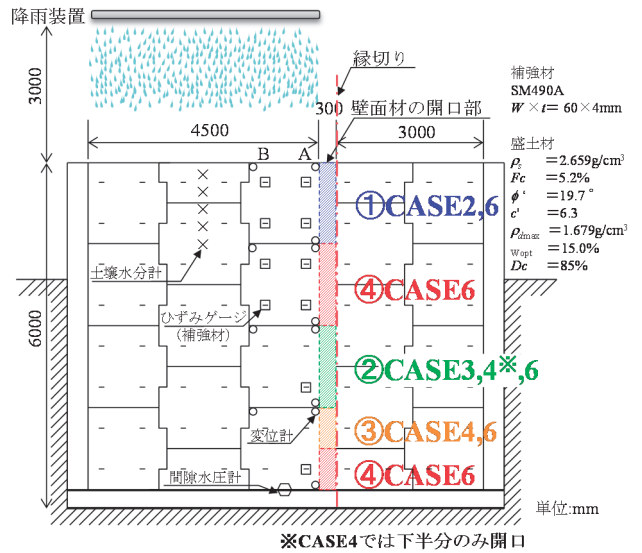 降雨装置
3000
4500
300
縁切り
壁面材の開口部
3000
B
A
補強材
SM490A
W×t= 60×4mm
盛土材
ρs =2.659g/cm³
Fc =5.2%
φ' =19.7°
c' =6.3
ρdmax =1.679g/cm³
wopt =15.0%
Dc =85%
①CASE2,6
④CASE6
②CASE3,4※,6
③CASE4,6
④CASE6
6000
土壌水分計
ひずみゲージ
(補強材)
変位計
間隙水圧計
単位:mm
※CASE4では下半分のみ開口